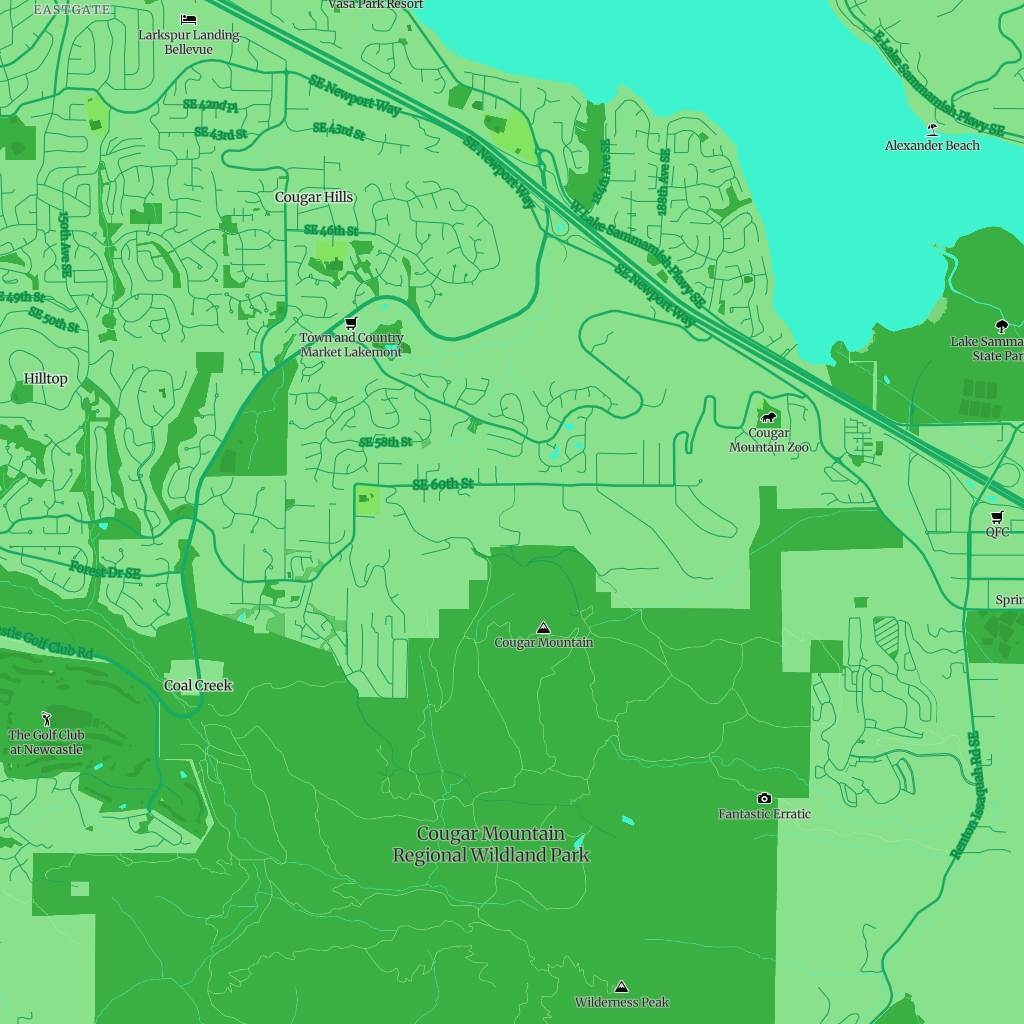 Vasa Park Resort
EASTGATE
Larkspur Landing
Bellevue
E Lake Sammamish Pkwy SE
SE Newport Way
SE 42nd Pl
SE 43rd St
SE 43rd St
SE Newport Way
Alexander Beach
184th Ave SE
188th Ave SE
Cougar Hills
150th Ave SE
SE 46th St
W Lake Sammamish Pkwy SE
SE Newport Way
E 49th St
SE 50th St
Town and Country
Market Lakemont
Lake Samma
State Par
Hilltop
Cougar
Mountain Zoo
SE 58th St
SE 60th St
QFC
Forest Dr SE
Sprin
stle Golf Club Rd
Cougar Mountain
Coal Creek
The Golf Club
at Newcastle
Renton-Issaquah Rd SE
Fantastic Erratic
Cougar Mountain
Regional Wildland Park
Wilderness Peak